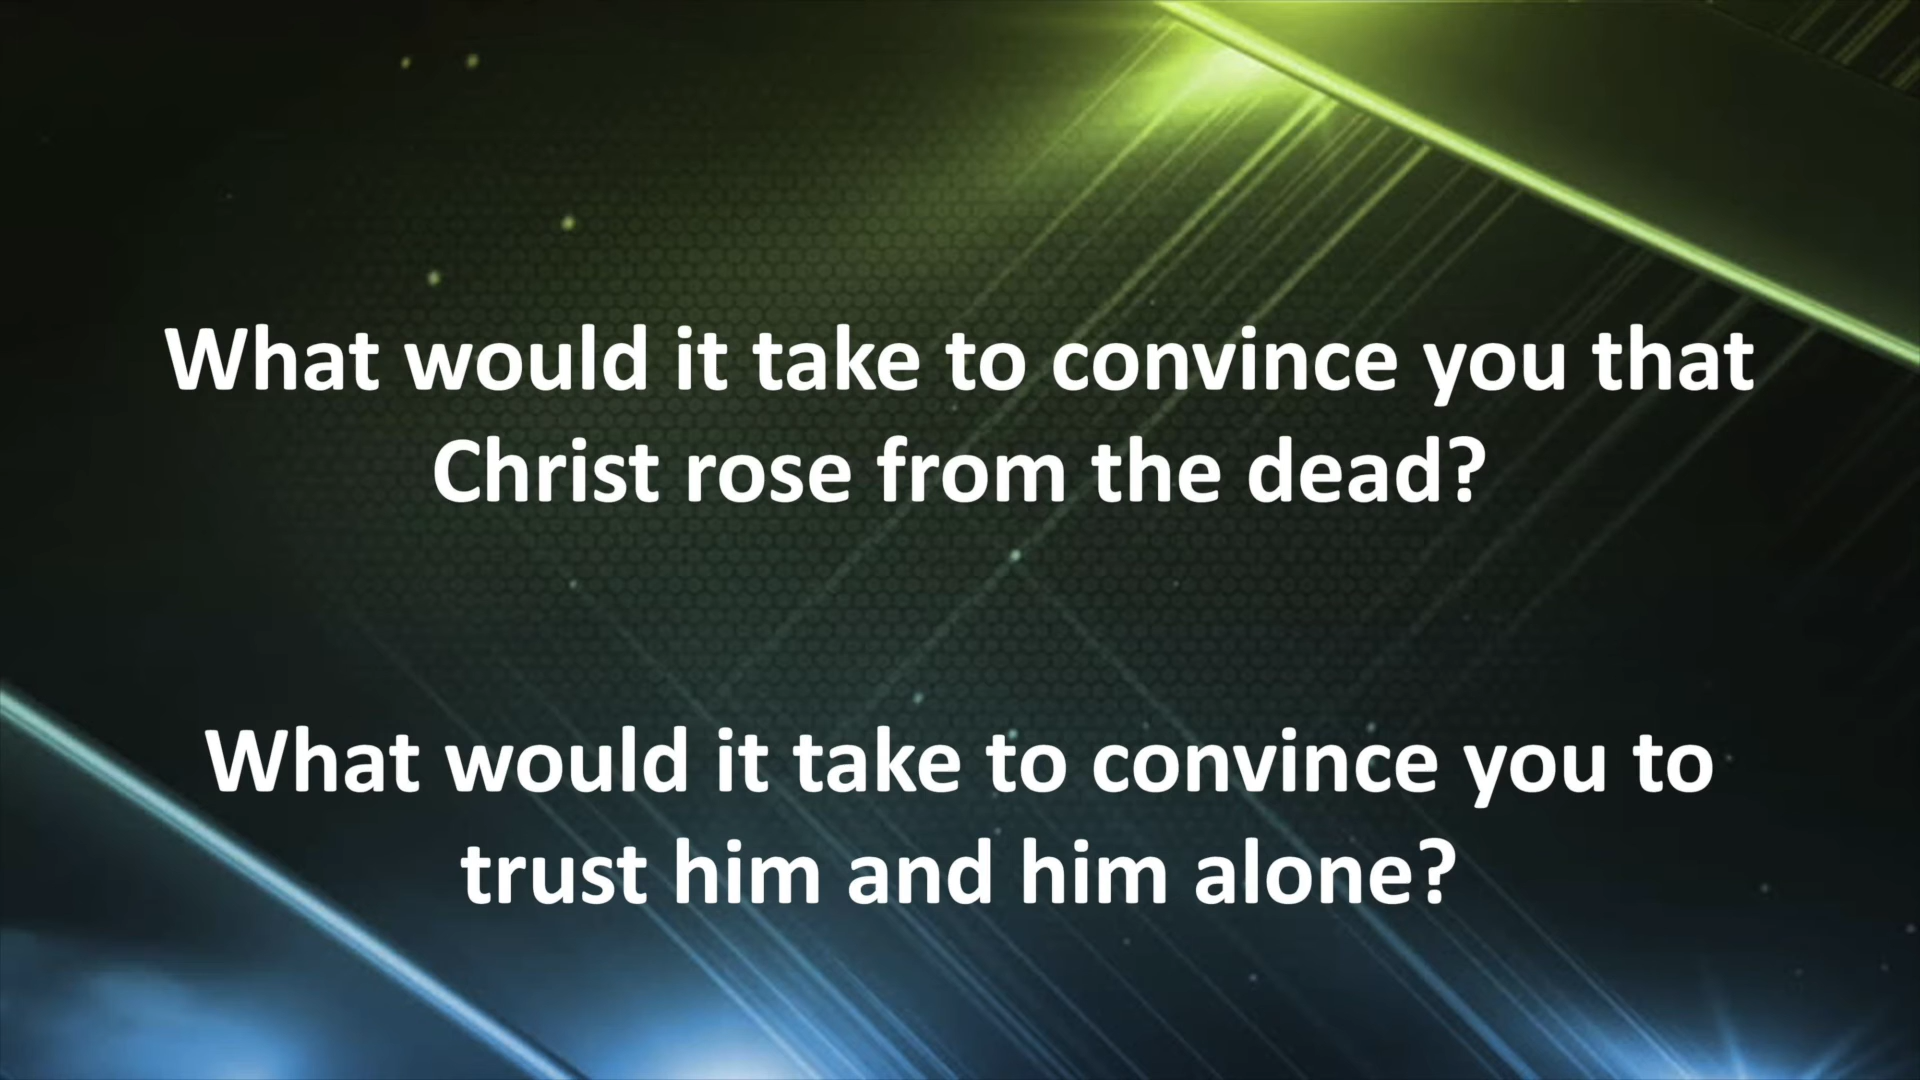 What would it take to convince you that
Christ rose from the dead?
What would it take to convince you to
trust him and him alone?